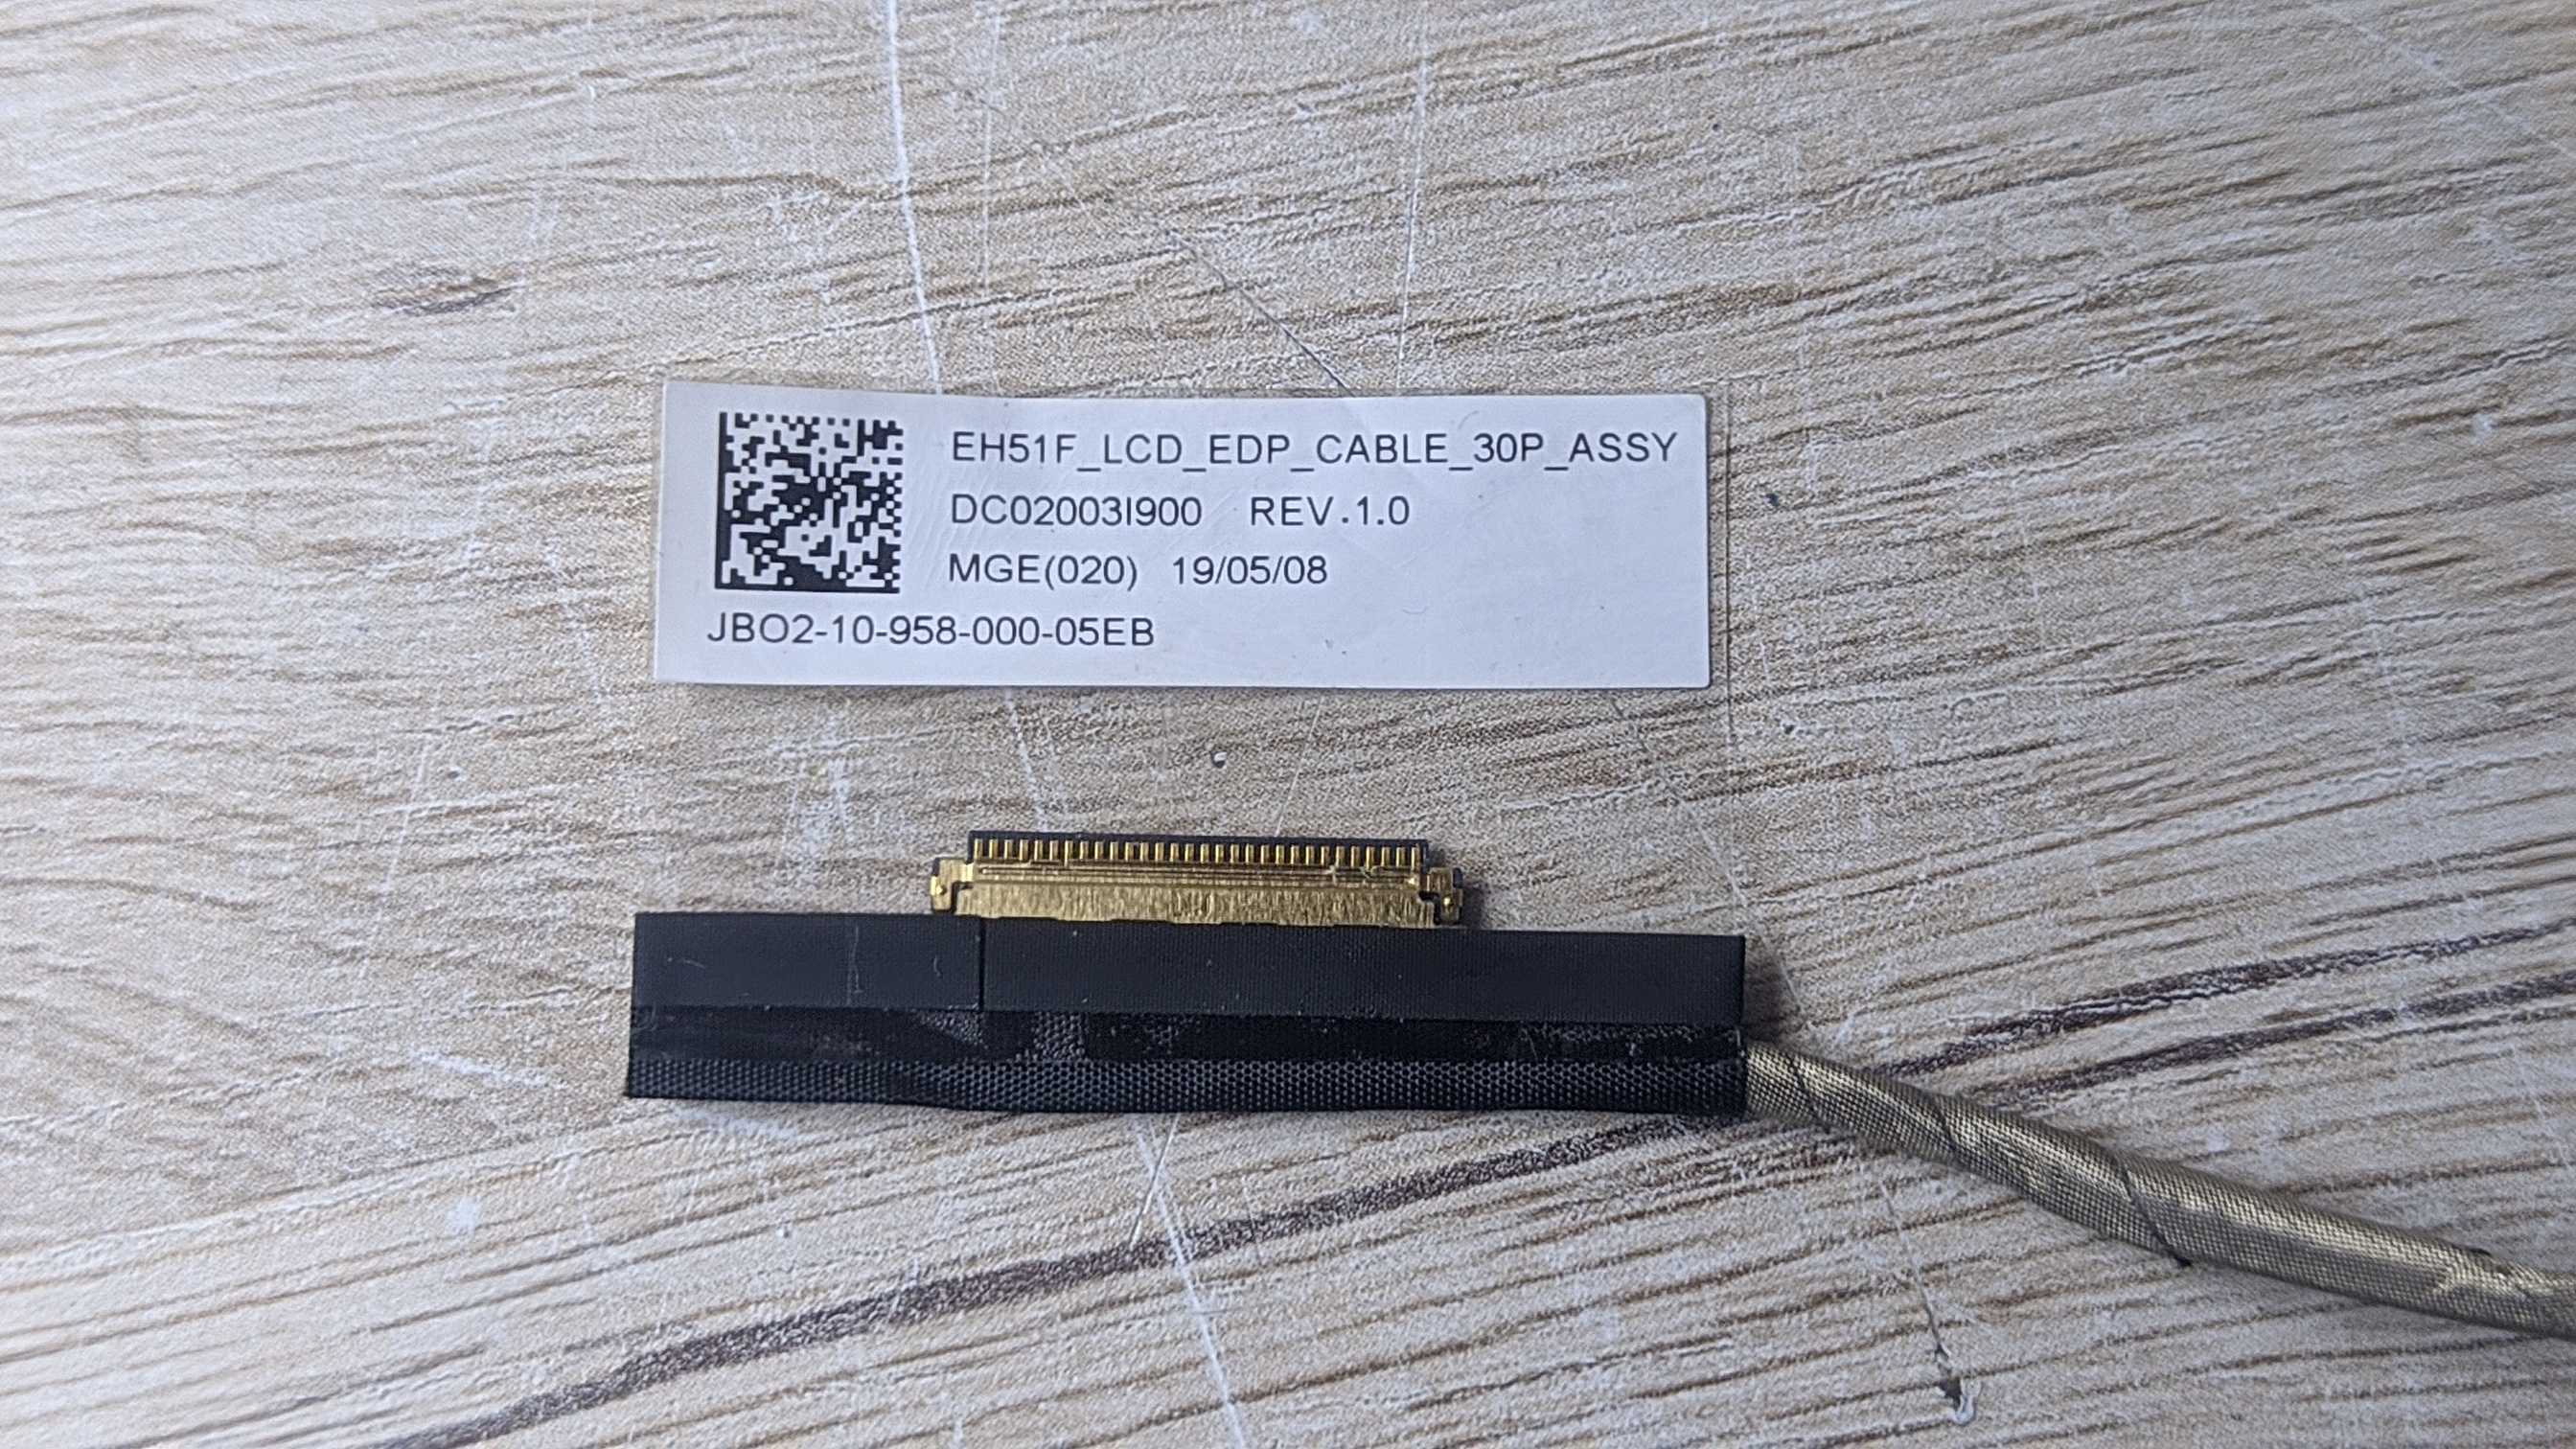 EH51F_LCD_EDP_CABLE_30P_ASSY
DC02003I900 REV.1.0
MGE(020) 19/05/08
JBO2-10-958-000-05EB